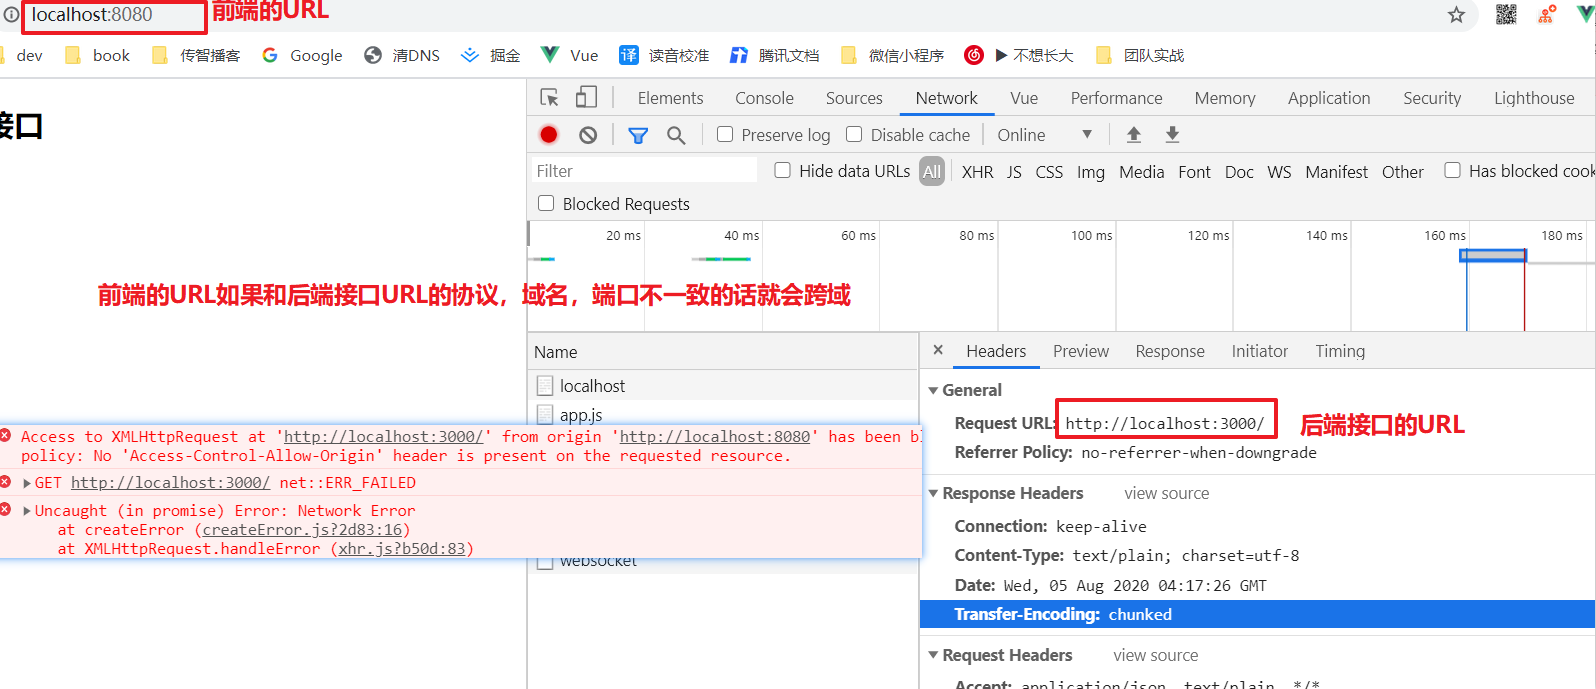 localhost:8080
前端的URL
dev
book
传智播客
Google
清DNS
掘金
Vue
译 读音校准
腾讯文档
微信小程序
▶ 不想长大
团队实战
接口
Elements Console Sources Network Vue Performance Memory Application Security Lighthouse
Preserve log Disable cache Online
Filter Hide data URLs All XHR JS CSS Img Media Font Doc WS Manifest Other Has blocked cook
Blocked Requests
20 ms 40 ms 60 ms 80 ms 100 ms 120 ms 140 ms 160 ms 180 ms
前端的URL如果和后端接口URL的协议，域名，端口不一致的话就会跨域
Name
localhost
app.js
websocket
Access to XMLHttpRequest at 'http://localhost:3000/' from origin 'http://localhost:8080' has been bl
policy: No 'Access-Control-Allow-Origin' header is present on the requested resource.
GET http://localhost:3000/ net::ERR_FAILED
Uncaught (in promise) Error: Network Error
at createError (createError.js?2d83:16)
at XMLHttpRequest.handleError (xhr.js?b50d:83)
Headers Preview Response Initiator Timing
General
Request URL: http://localhost:3000/
后端接口的URL
Referrer Policy: no-referrer-when-downgrade
Response Headers view source
Connection: keep-alive
Content-Type: text/plain; charset=utf-8
Date: Wed, 05 Aug 2020 04:17:26 GMT
Transfer-Encoding: chunked
Request Headers view source
Accept: application/json, text/plain, */*